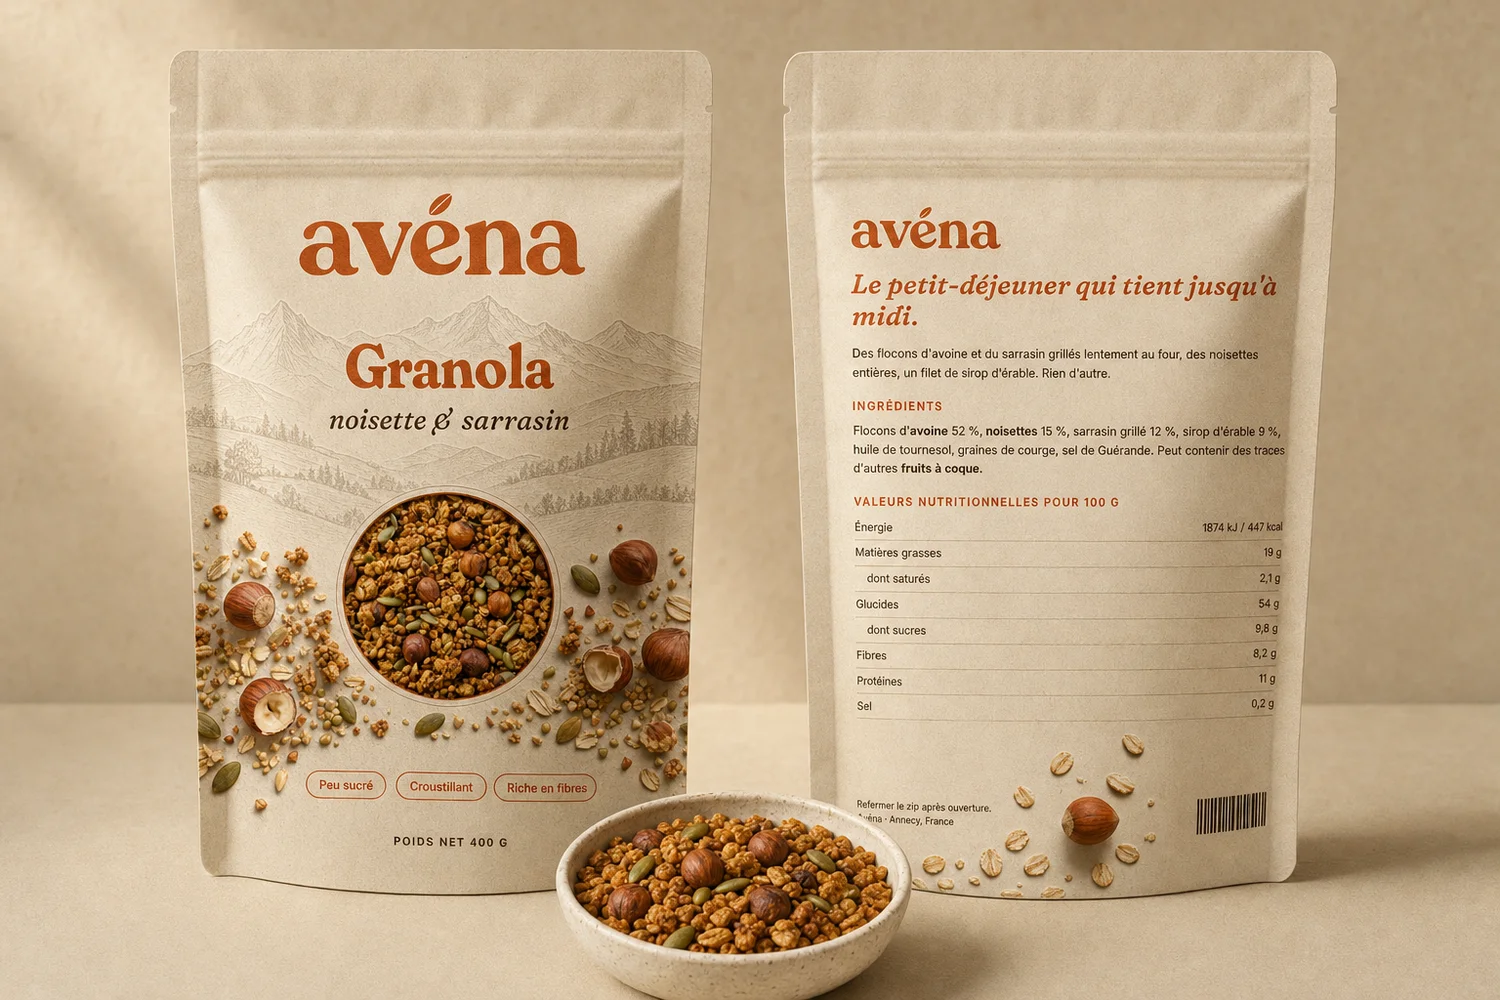 avéna
Granola
noisette & sarrasin
Peu sucré
Croustillant
Riche en fibres
POIDS NET 400 G
avéna
Le petit-déjeuner qui tient jusqu'à
midi.
Des flocons d'avoine et du sarrasin grillés lentement au four, des noisettes
entières, un filet de sirop d'érable. Rien d'autre.
INGRÉDIENTS
Flocons d'avoine 52 %, noisettes 15 %, sarrasin grillé 12 %, sirop d'érable 9 %,
huile de tournesol, graines de courge, sel de Guérande. Peut contenir des traces
d'autres fruits à coque.
VALEURS NUTRITIONNELLES POUR 100 G
Énergie 1874 kJ / 447 kcal
Matières grasses 19 g
dont saturés 2,1 g
Glucides 54 g
dont sucres 9,8 g
Fibres 8,2 g
Protéines 11 g
Sel 0,2 g
Refermer le zip après ouverture.
Avéna · Annecy, France